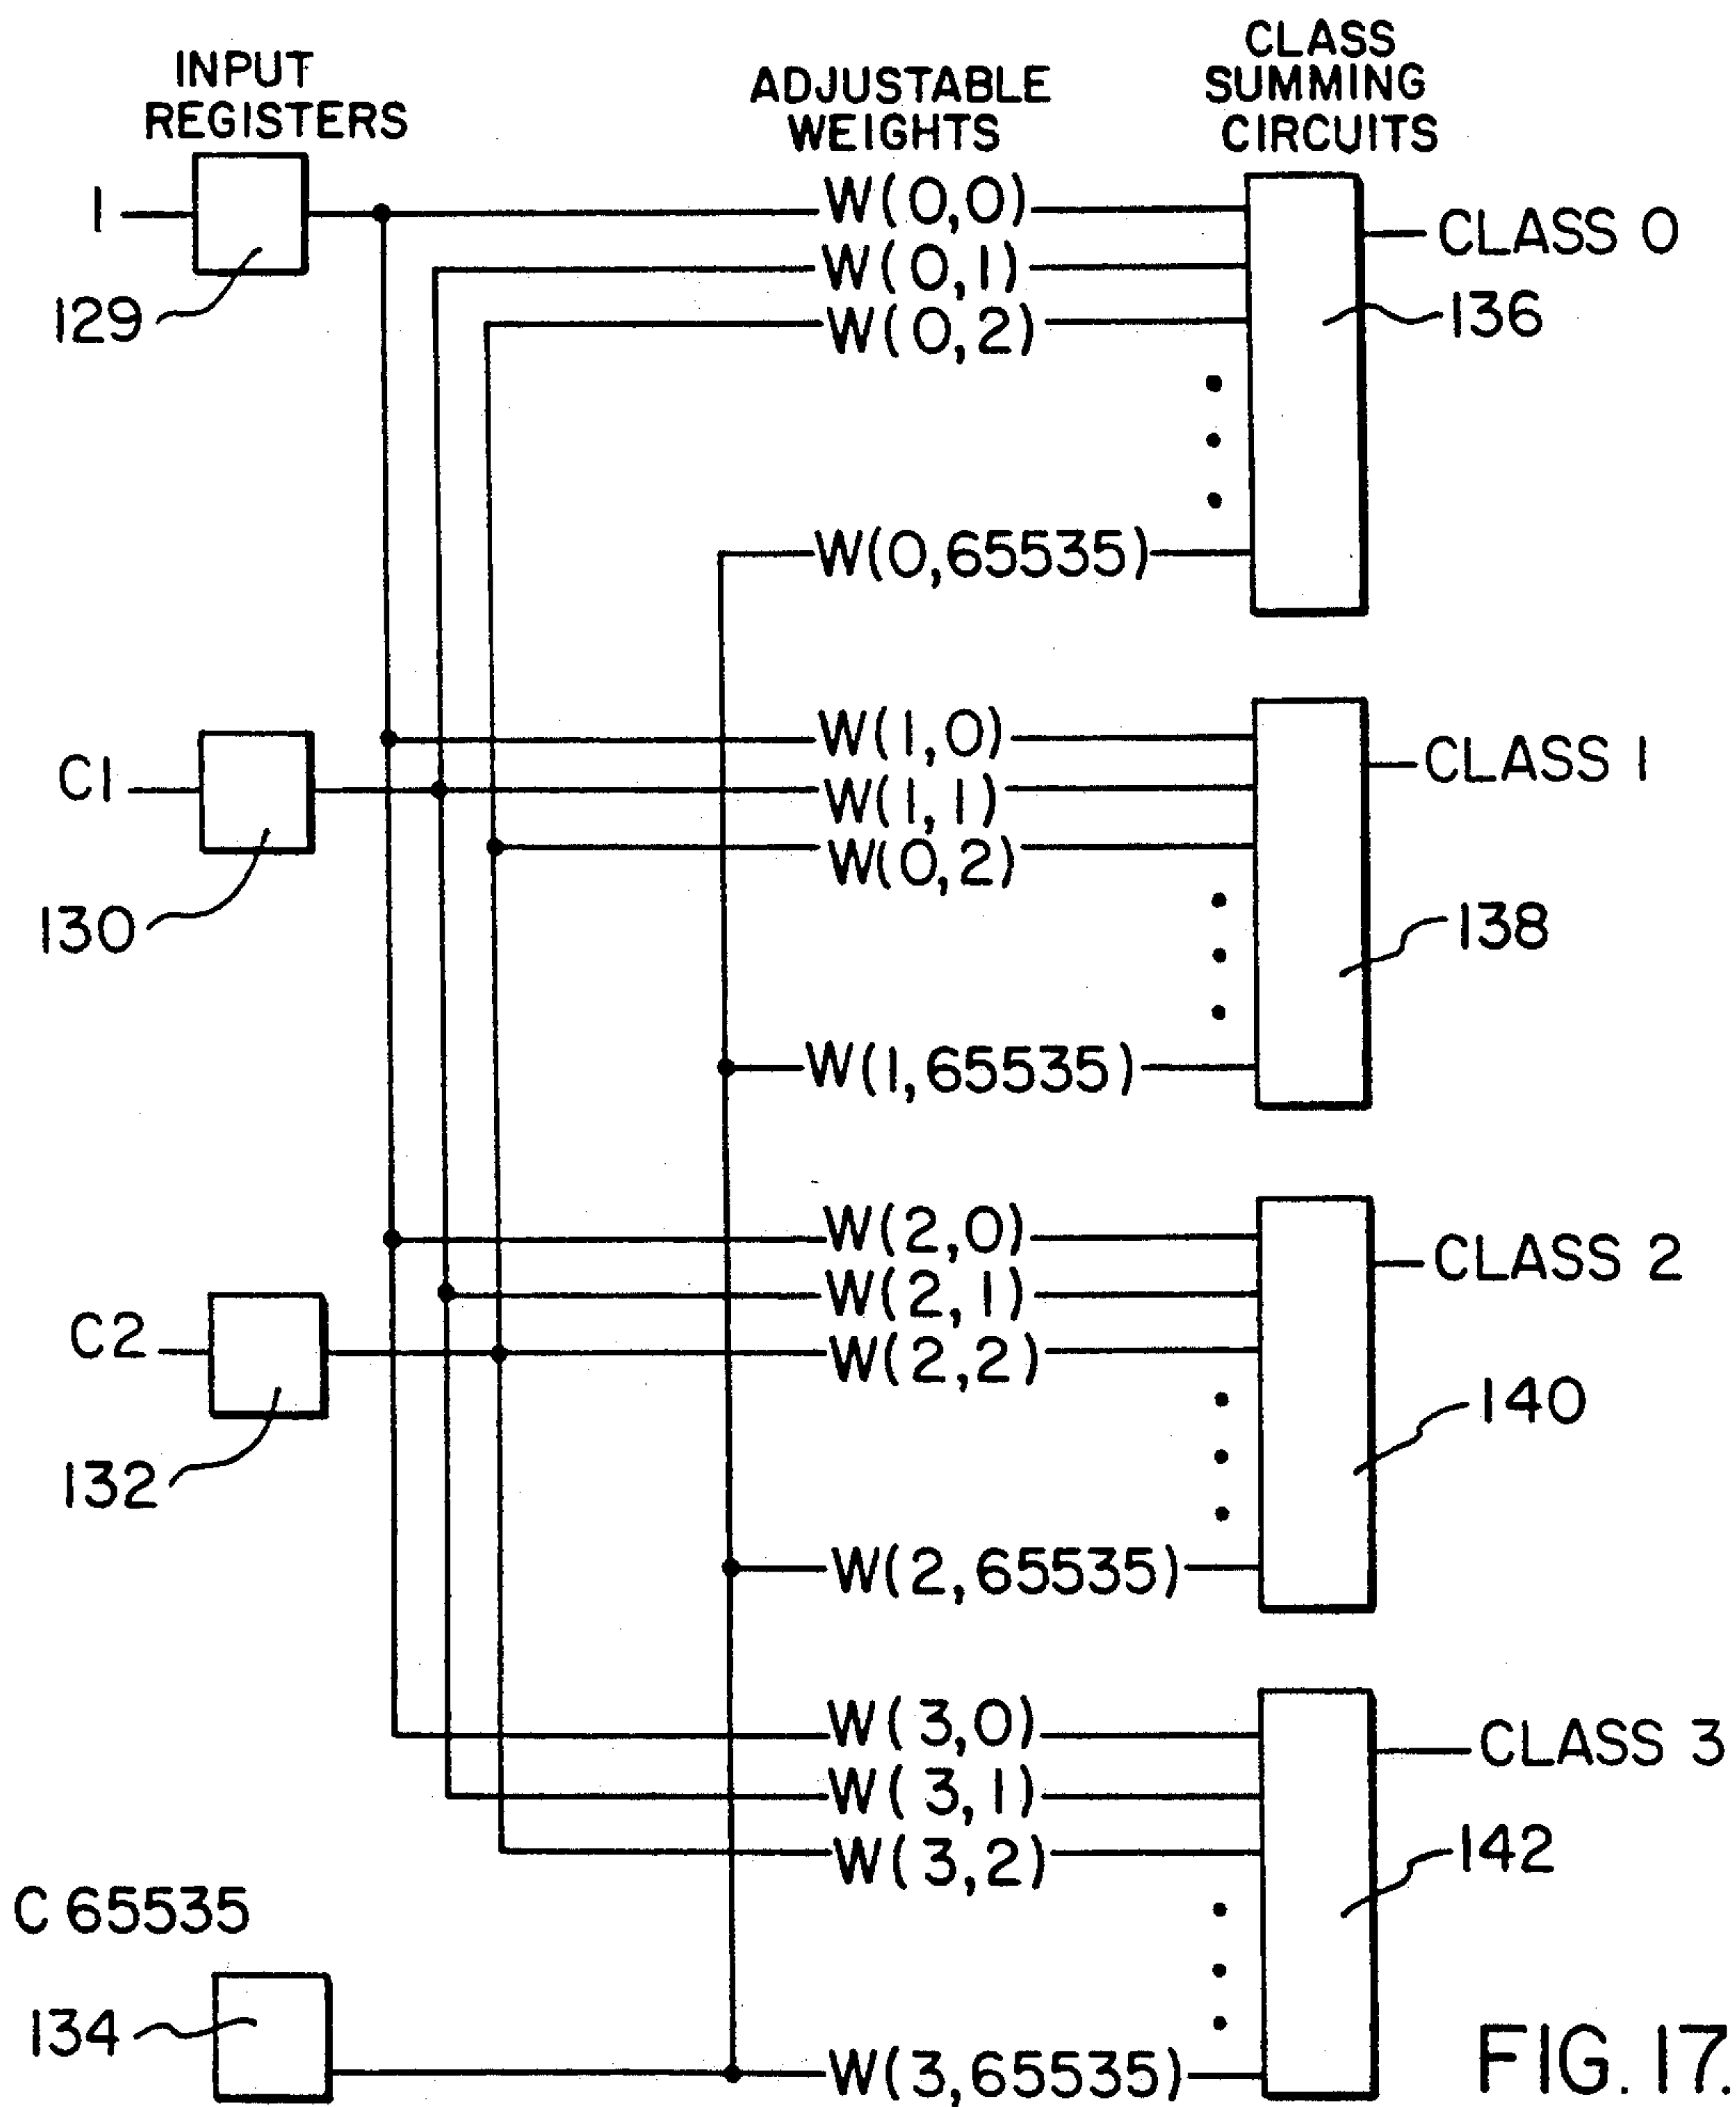 INPUT
REGISTERS
ADJUSTABLE
WEIGHTS
CLASS
SUMMING
CIRCUITS
1
129
W(0,0)
W(0,1)
W(0,2)
W(0,65535)
CLASS 0
136
C1
130
W(1,0)
W(1,1)
W(0,2)
W(1,65535)
CLASS 1
138
C2
132
W(2,0)
W(2,1)
W(2,2)
W(2,65535)
CLASS 2
140
W(3,0)
W(3,1)
W(3,2)
W(3,65535)
CLASS 3
142
C 65535
134
FIG. 17.